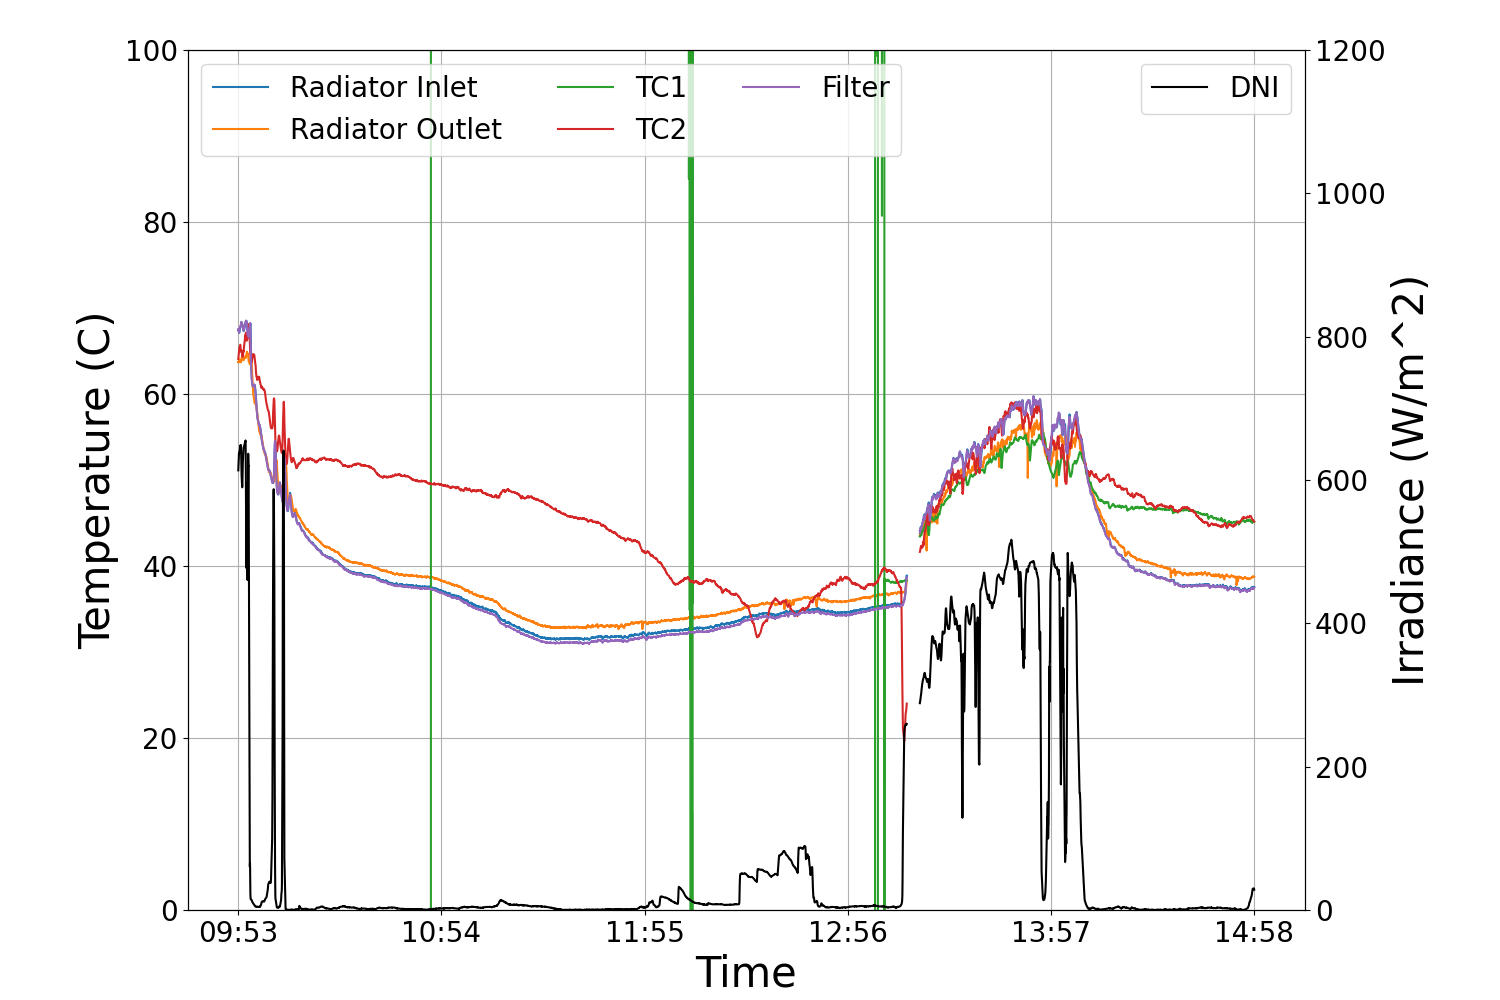 100
80
60
40
20
0
Temperature (C)
Radiator Inlet
Radiator Outlet
TC1
TC2
Filter
DNI
1200
1000
800
600
400
200
0
Irradiance (W/m^2)
09:53
10:54
11:55
12:56
13:57
14:58
Time